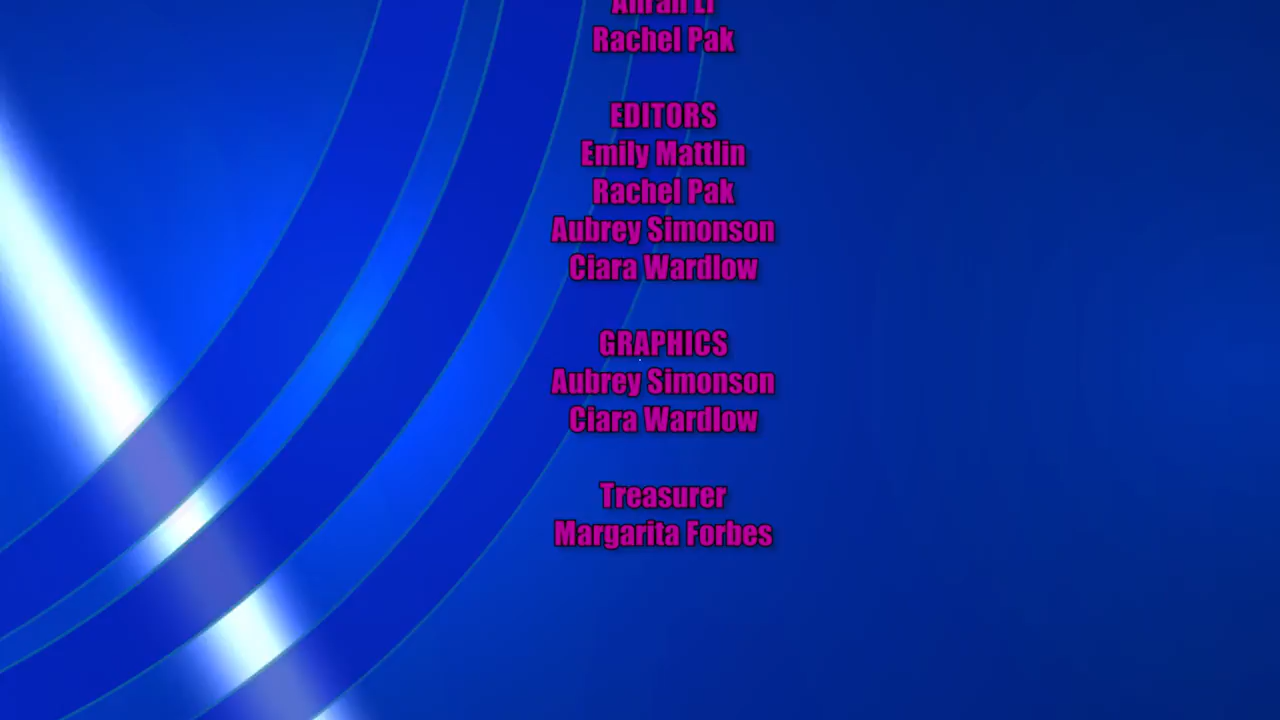 Rachel Pak
EDITORS
Emily Mattlin
Rachel Pak
Aubrey Simonson
Ciara Wardlow
GRAPHICS
Aubrey Simonson
Ciara Wardlow
Treasurer
Margarita Forbes